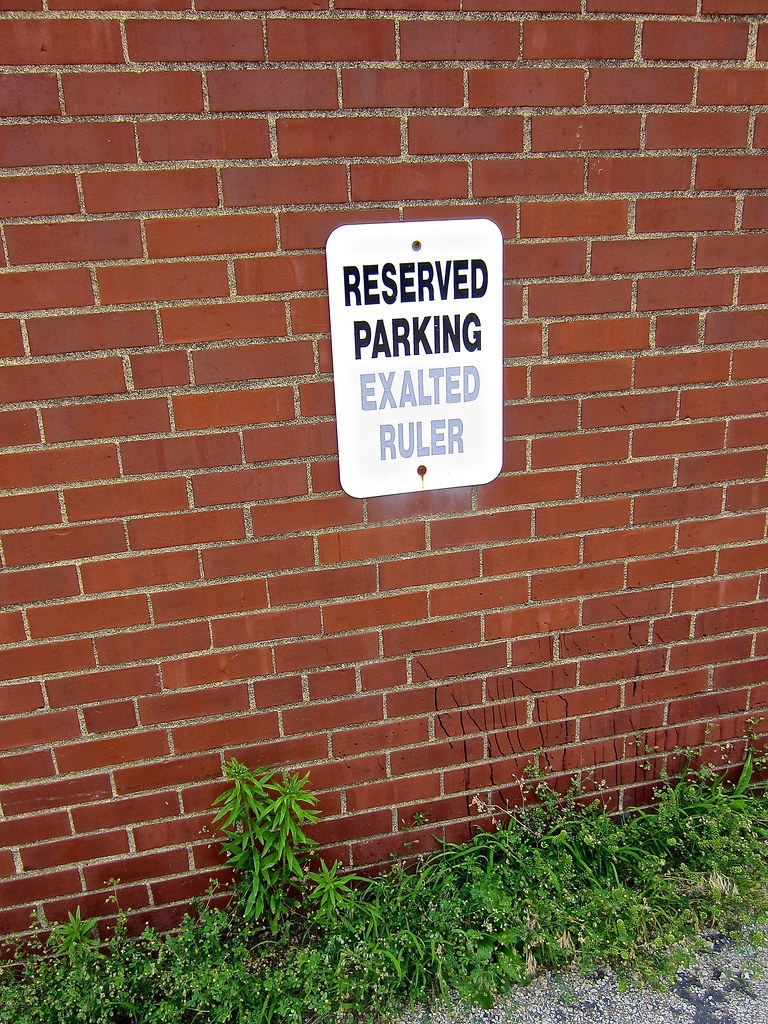 RESERVED
PARKING
EXALTED
RULER